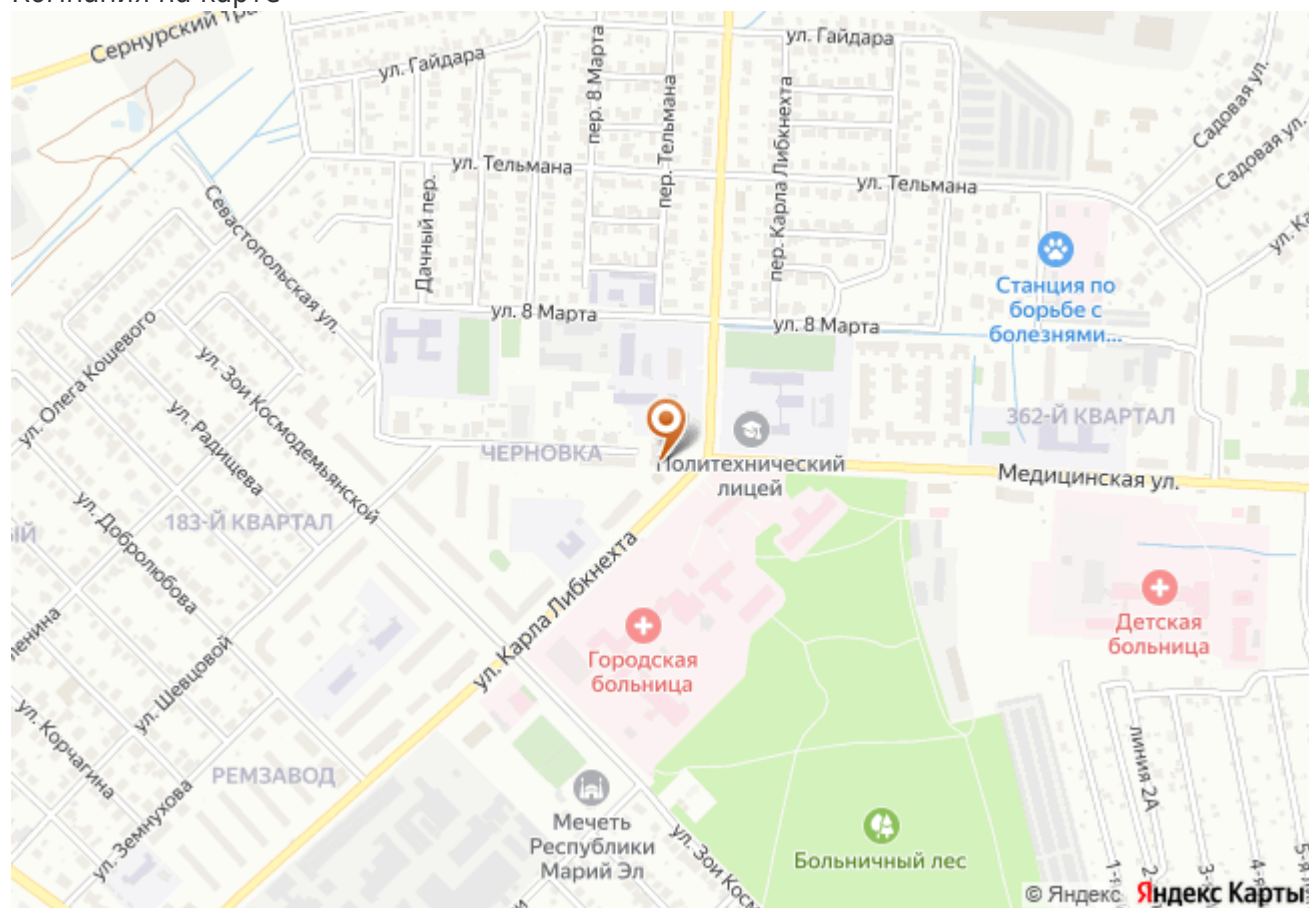 Сернурский
ул. Гайдара
ул. Гайдара
пер. 8 Марта
пер. Тельмана
пер. Карла Либкнехта
Садовая ул.
Садовая ул.
ул. Тельмана
ул. Тельмана
Дачный пер.
Севастопольская ул.
Станция по
борьбе с
болезнями...
ул. 8 Марта
ул. 8 Марта
ул. Олега Кошевого
ул. Зои Космодемьянской
ул. Радищева
ЧЕРНОВКА
Политехнический
лицей
362-Й КВАРТАЛ
Медицинская ул.
183-Й КВАРТАЛ
ул. Добролюбова
ул. Карла Либкнехта
Городская
больница
Детская
больница
ул. Шевцовой
ул. Корчагина
РЕМЗАВОД
ул. Земнухова
Мечеть
Республики
Марий Эл
ул. Зои Косм
Больничный лес
линия 2А
© Яндекс Яндекс Карты